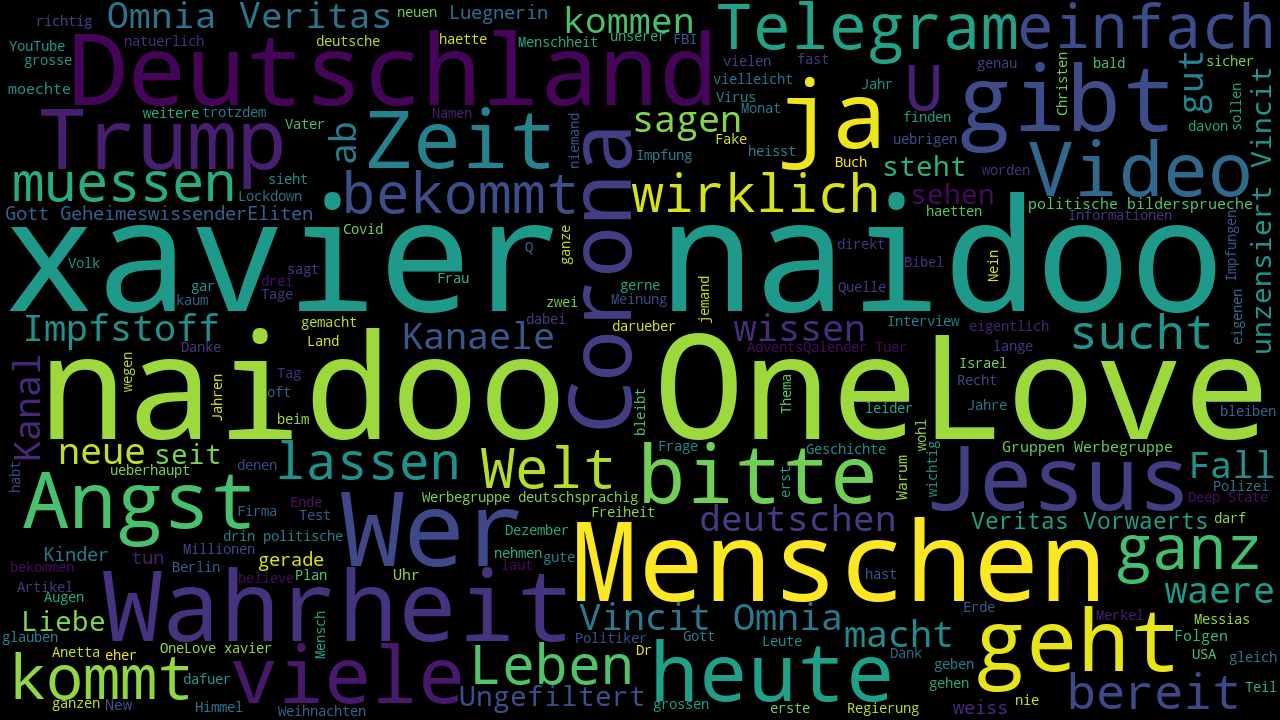 richtig Omnia Veritas neuen Luegnerin kommen unserer FBI Telegram einfach
YouTube natuerlich deutsche haette Menschheit vielen fast genau bald sicher
grosse Deutschland vielleicht Jahr U gibt Christen gut
moechte weitere trotzdem Namen Virus Monat ja finden davon sollen
Trump Vater ab Zeit niemand sagen Fake uebrigen Video Vincit
muessen sieht Impfung heisst Buch steht worden
Lockdown bekommt Corona wirklich sehen politische bildersprueche
Gott GeheimeswissenderEliten haetten Informationen
xavier naidoo Covid Q ganze direkt Nein Impfungen
Volk sagt drei Frau Bibel
gar Tage gerne jemand Quelle
kaum zwei Meinung eigenen unzensiert
Impfstoff gemacht Kanaele dabei darueber wissen Interview eigentlich sucht
Danke Land AdventsQalender Tuer lange
Kanal wegen naidoo OneLove Israel
Jahren Tag Thema Recht
oft leider Jahre
beim bleibt wohl bleiben
neue seit lassen Welt Frage bitte Geschichte Gruppen Werbegruppe
habt ueberhaupt denen erst Warum wichtig Jesus Fall
Angst Ende Wer Werbegruppe deutschsprachig Polizei
Firma Test Freiheit deutschen Deep State
drin politische Dezember Menschen Veritas Vorwaerts darf
Kinder tun Millionen gerade nehmen gute ganz
bekommen Berlin believe Plan Uhr laut hast
Artikel Wahrheit waere
Augen Erde
Liebe Mensch Vincit Omnia macht geht Merkel Messias
glauben Politiker Gott Leute Folgen
Anetta eher OneLove xavier Dr Dank USA gleich
kommt dafuer viele Leben heute geben
gehen bereit Teil
ganzen New Himmel Weihnachten Ungefiltert grossen erste Regierung weiss nie